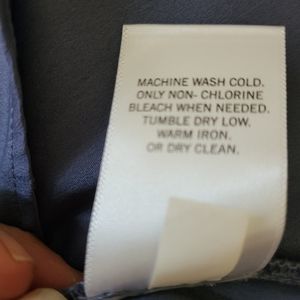 MACHINE WASH COLD.
ONLY NON- CHLORINE
BLEACH WHEN NEEDED.
TUMBLE DRY LOW.
WARM IRON.
OR DRY CLEAN.